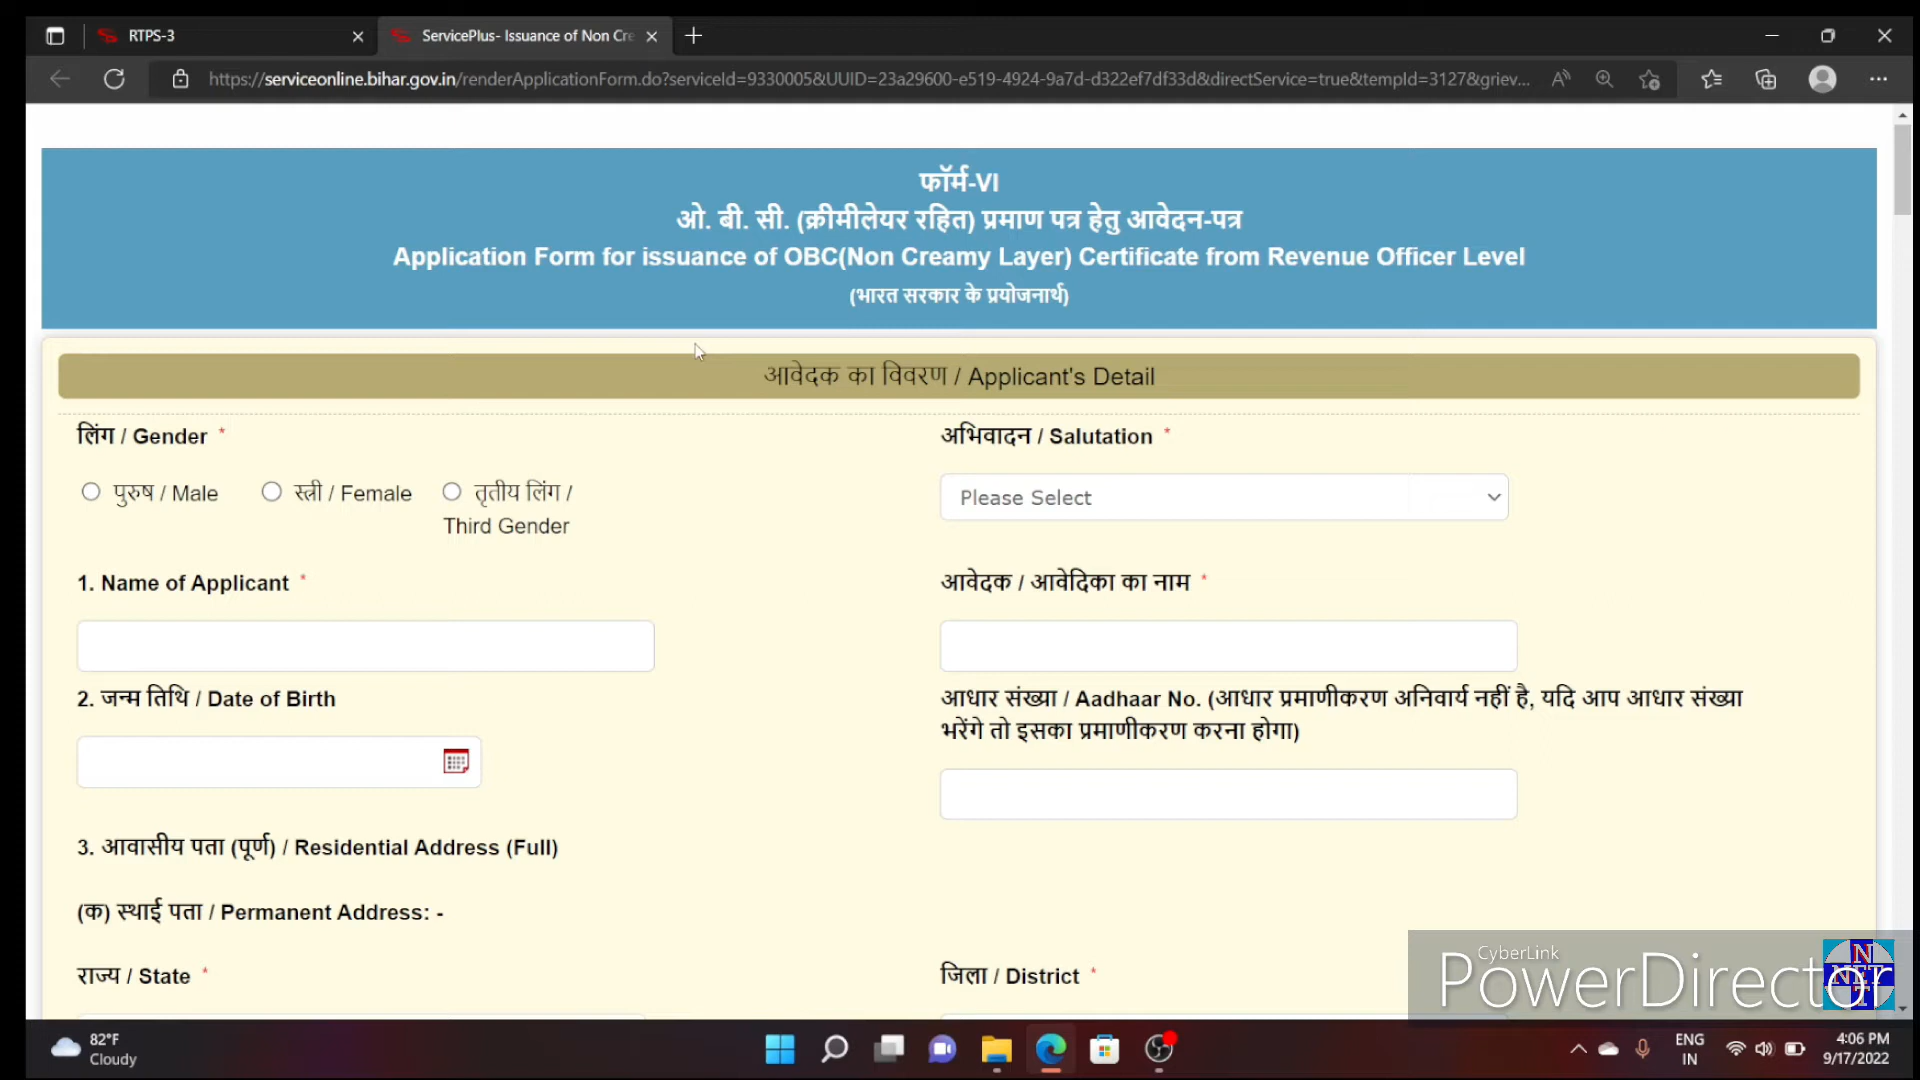 RTPS-3
ServicePlus- Issuance of Non Cre
https://serviceonline.bihar.gov.in/renderApplicationForm.do?serviceId=9330005&UUID=23a29600-e519-4924-9a7d-d322ef7df33d&directService=true&tempId=3127&griev...
फॉर्म-VI
ओ. बी. सी. (क्रीमीलेयर रहित) प्रमाण पत्र हेतु आवेदन-पत्र
Application Form for issuance of OBC(Non Creamy Layer) Certificate from Revenue Officer Level
(भारत सरकार के प्रयोजनार्थ)
आवेदक का विवरण / Applicant's Detail
लिंग / Gender *
अभिवादन / Salutation *
पुरुष / Male
स्त्री / Female
तृतीय लिंग /
Third Gender
Please Select
1. Name of Applicant *
आवेदक / आवेदिका का नाम *
2. जन्म तिथि / Date of Birth
आधार संख्या / Aadhaar No. (आधार प्रमाणीकरण अनिवार्य नहीं है, यदि आप आधार संख्या
भरेंगे तो इसका प्रमाणीकरण करना होगा)
3. आवासीय पता (पूर्ण) / Residential Address (Full)
(क) स्थाई पता / Permanent Address: -
राज्य / State *
जिला / District *
CyberLink
PowerDirector
N
NET
T
82°F
Cloudy
ENG
IN
4:06 PM
9/17/2022